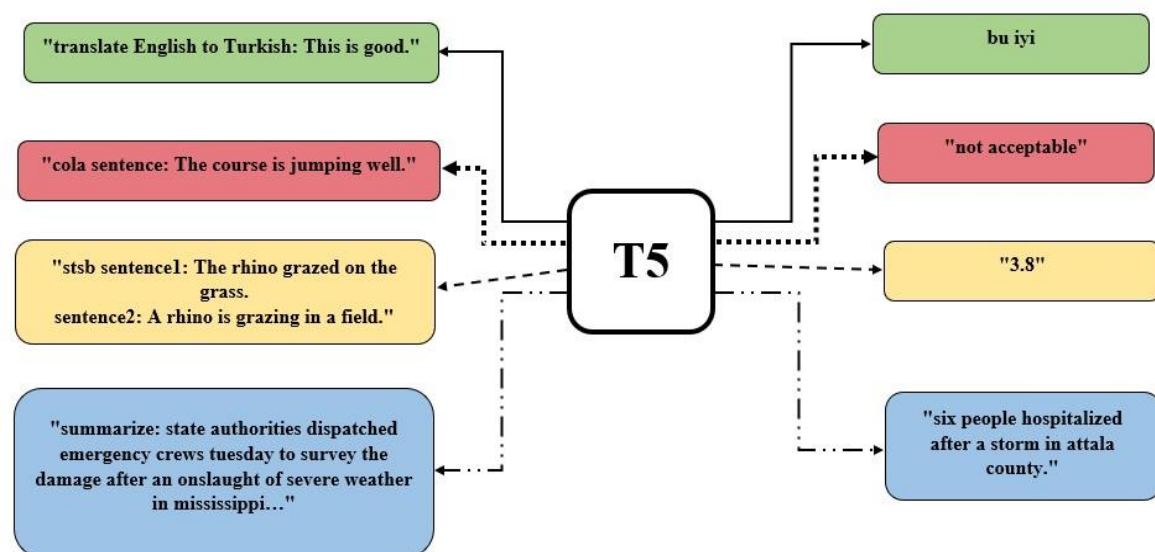 "translate English to Turkish: This is good."
bu iyi
"cola sentence: The course is jumping well."
"not acceptable"
T5
"stsb sentence1: The rhino grazed on the
grass.
sentence2: A rhino is grazing in a field."
"3.8"
"summarize: state authorities dispatched
emergency crews tuesday to survey the
damage after an onslaught of severe weather
in mississippi…"
"six people hospitalized
after a storm in attala
county."